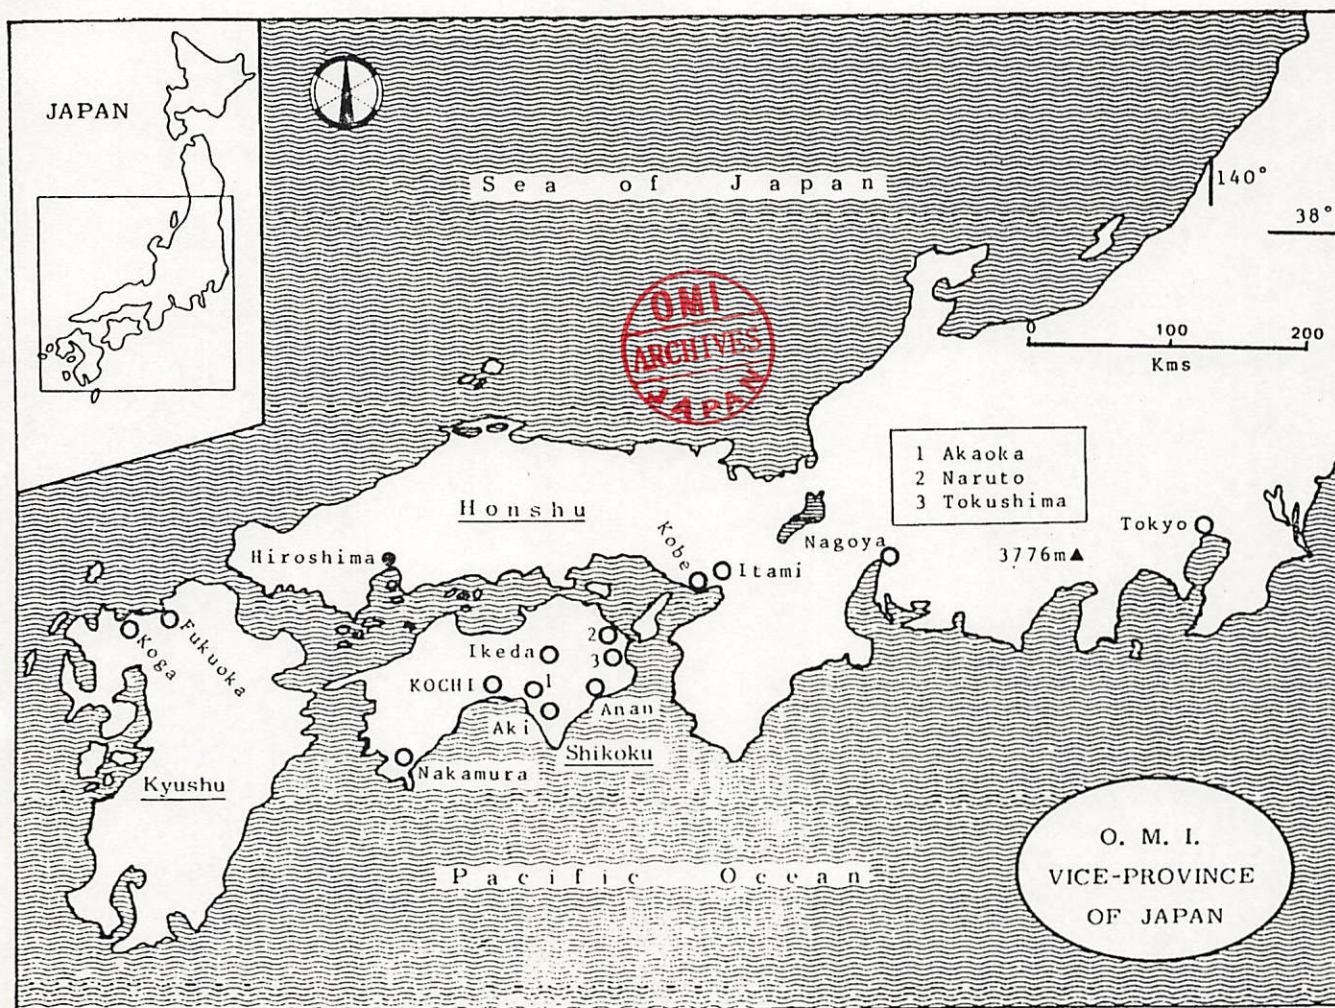 JAPAN
Sea of Japan
140°
38°
OMI
ARCHIVES
JAPAN
0 100 200
Kms
1 Akaoka
2 Naruto
3 Tokushima
Honshu
Kobe
Nagoya
Tokyo
Hiroshima
Itami
3776m
Koga
Fukuoka
Ikeda
2
3
KOCHI
1
Anan
Aki
Shikoku
Nakamura
Kyushu
Pacific Ocean
O. M. I.
VICE-PROVINCE
OF JAPAN